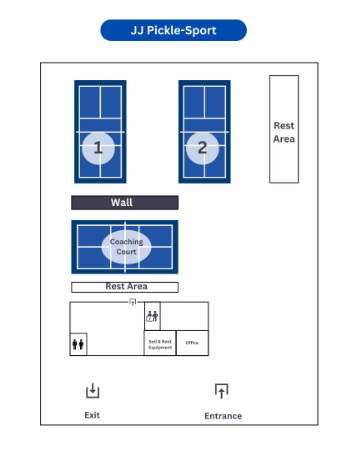 JJ Pickle-Sport
1
2
Rest
Area
Wall
Coaching
Court
Rest Area
Sell & Rent
Equipment
Office
Exit
Entrance